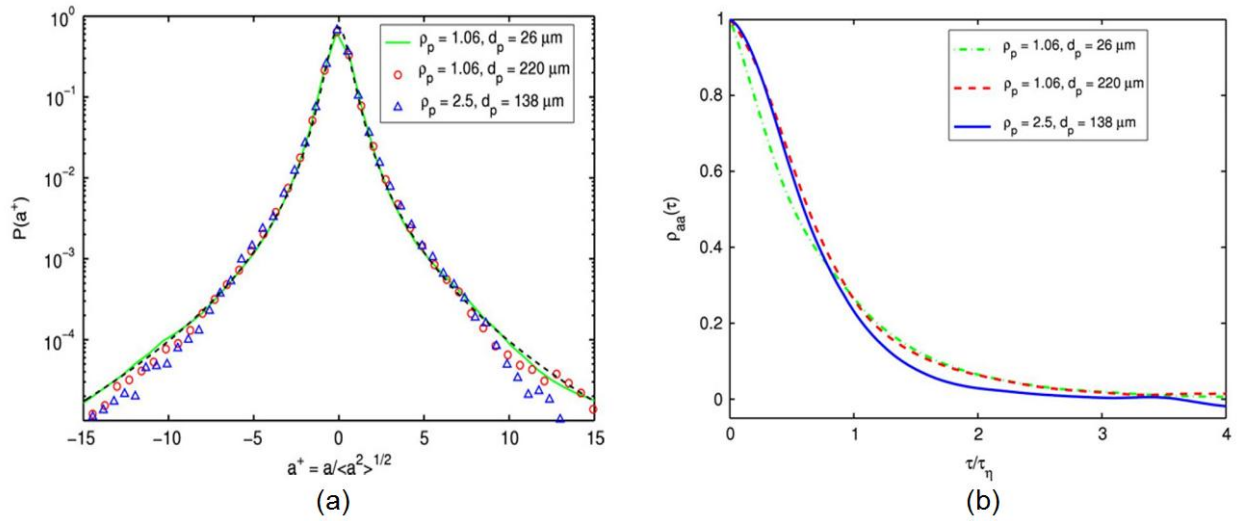 10⁰
10⁻¹
10⁻²
10⁻³
10⁻⁴
P(a⁺)
ρp = 1.06, dp = 26 μm
ρp = 1.06, dp = 220 μm
ρp = 2.5, dp = 138 μm
−15 −10 −5 0 5 10 15
a⁺ = a/<a²>^1/2
(a)
1
0.8
0.6
0.4
0.2
0
ρaa(τ)
ρp = 1.06, dp = 26 μm
ρp = 1.06, dp = 220 μm
ρp = 2.5, dp = 138 μm
0 1 2 3 4
τ/τη
(b)